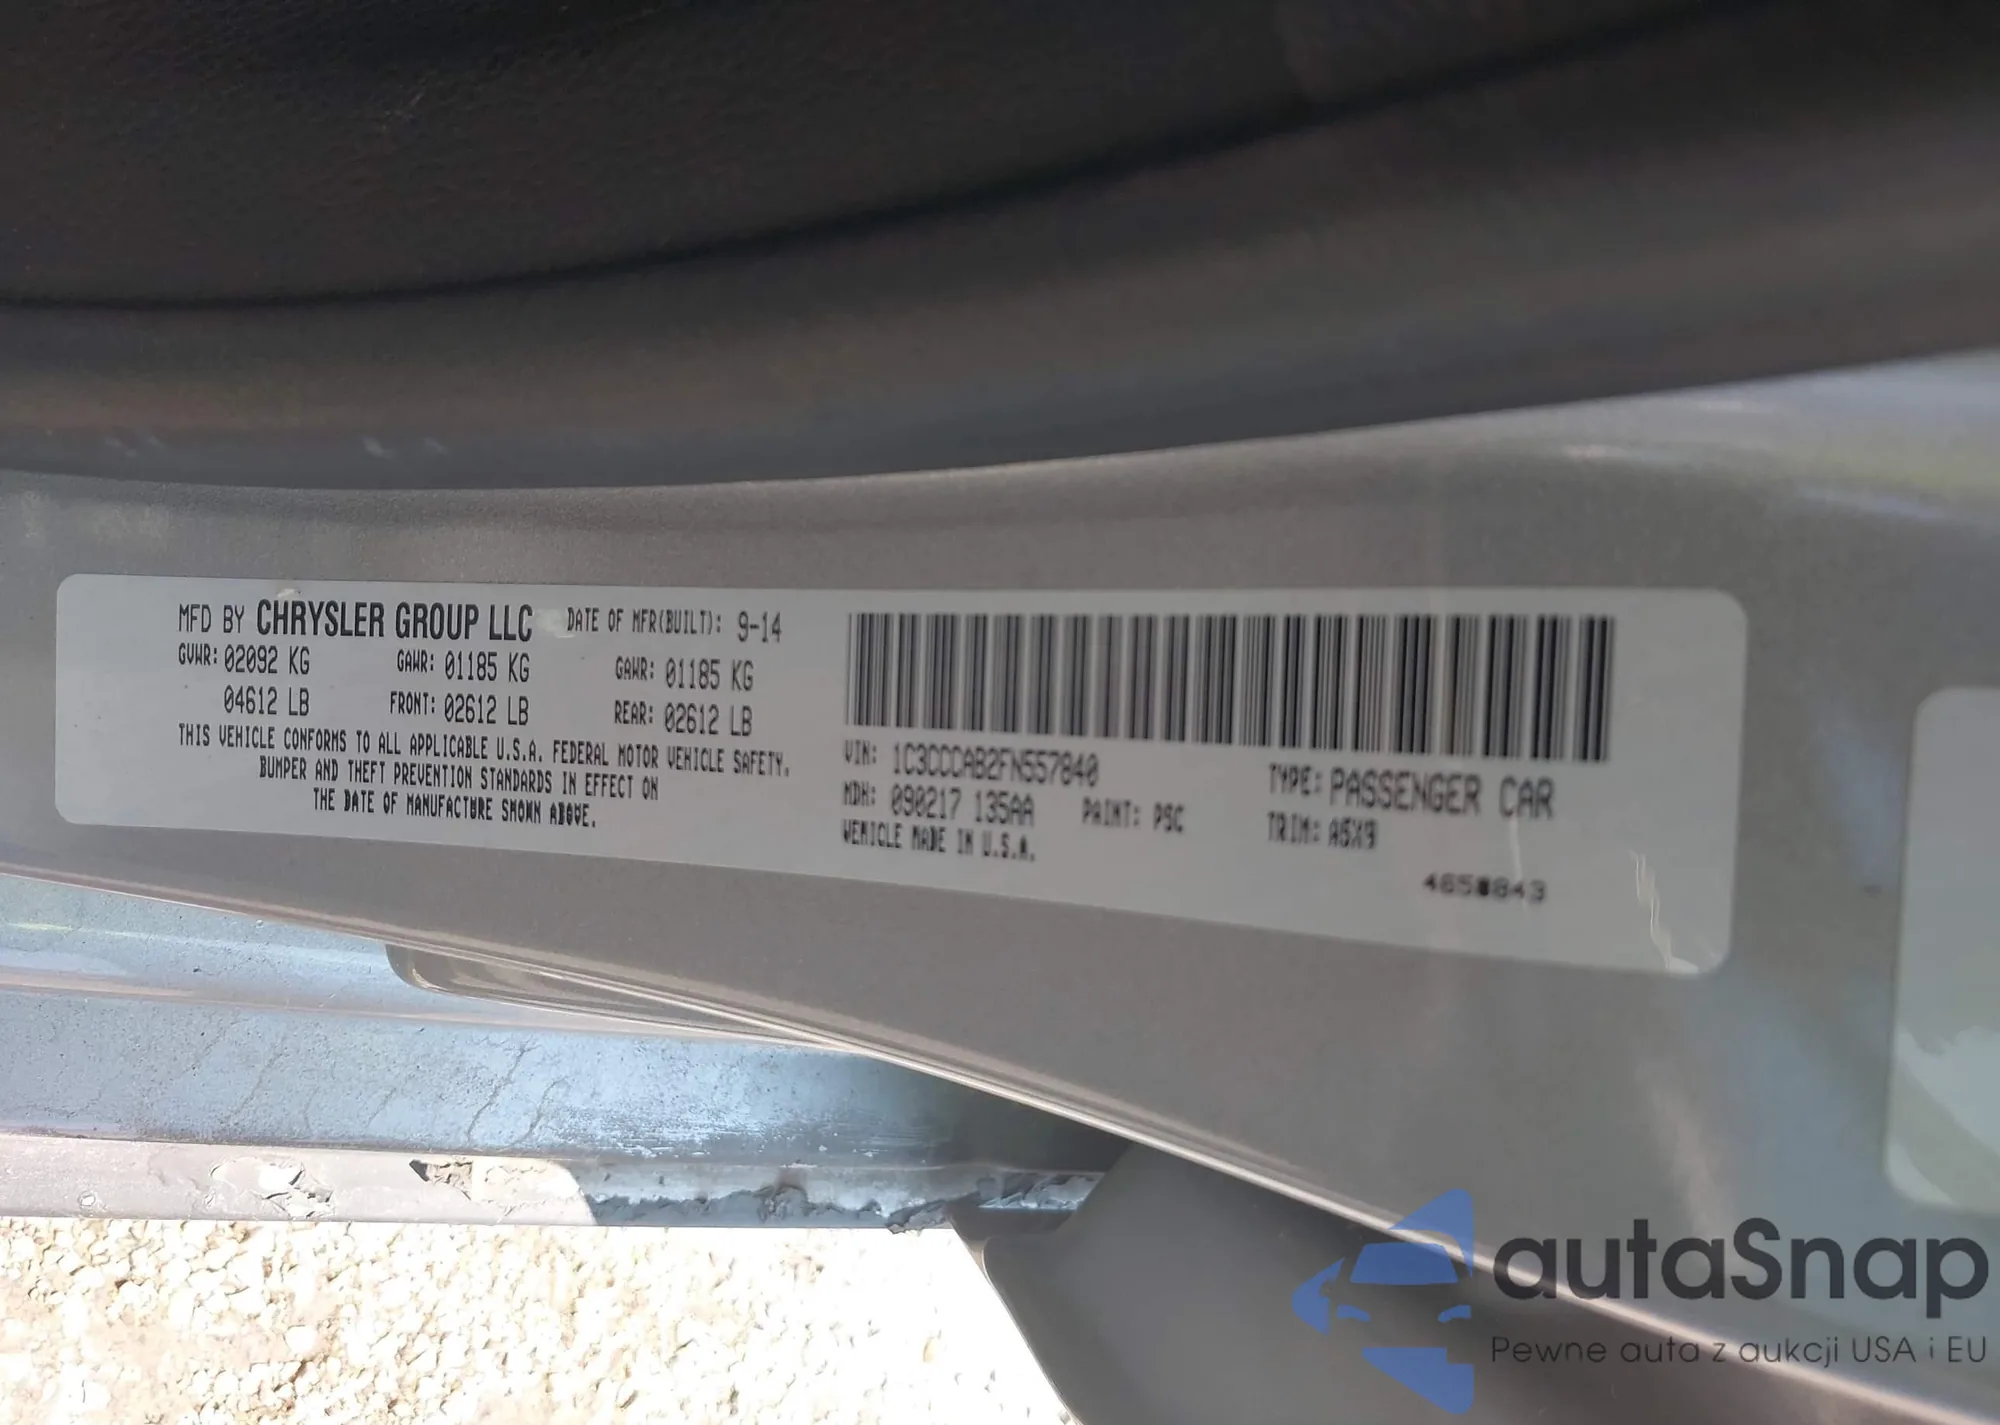 MFD BY CHRYSLER GROUP LLC DATE OF MFR(BUILT): 9-14
GVWR: 02092 KG GAWR: 01185 KG GAWR: 01185 KG
04612 LB FRONT: 02612 LB REAR: 02612 LB
THIS VEHICLE CONFORMS TO ALL APPLICABLE U.S.A. FEDERAL MOTOR VEHICLE SAFETY,
BUMPER AND THEFT PREVENTION STANDARDS IN EFFECT ON
THE DATE OF MANUFACTURE SHOWN ABOVE.
VIN: 1C3CCCAB2FN557840 TYPE: PASSENGER CAR
MDH: 090217 135AA PAINT: PSC TRIM: A5X9
VEHICLE MADE IN U.S.A.
autaSnap
Pewne auta z aukcji USA i EU